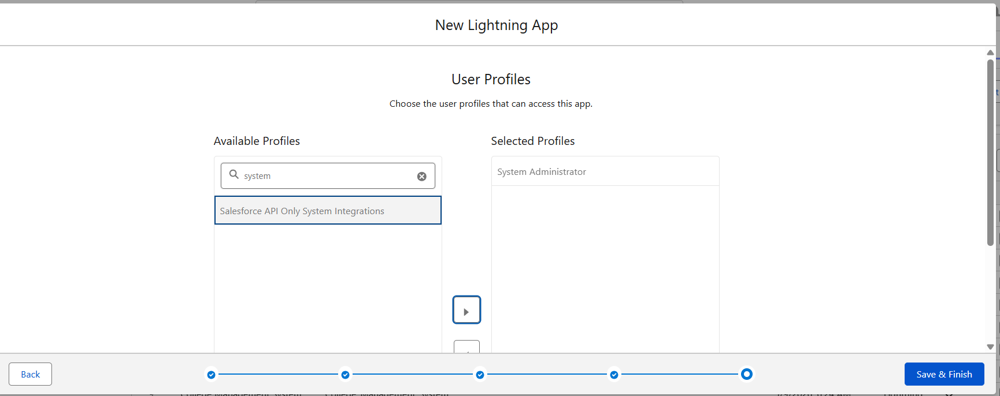 New Lightning App
User Profiles
Choose the user profiles that can access this app.
Available Profiles
Selected Profiles
system
System Administrator
Salesforce API Only System Integrations
Back
Save & Finish